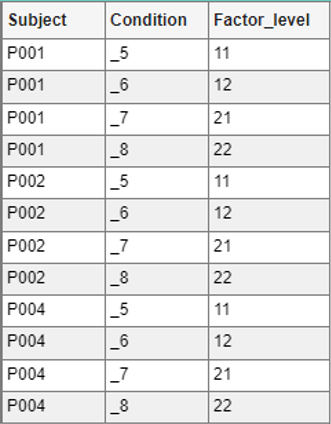 Subject Condition Factor_level
P001 _5 11
P001 _6 12
P001 _7 21
P001 _8 22
P002 _5 11
P002 _6 12
P002 _7 21
P002 _8 22
P004 _5 11
P004 _6 12
P004 _7 21
P004 _8 22